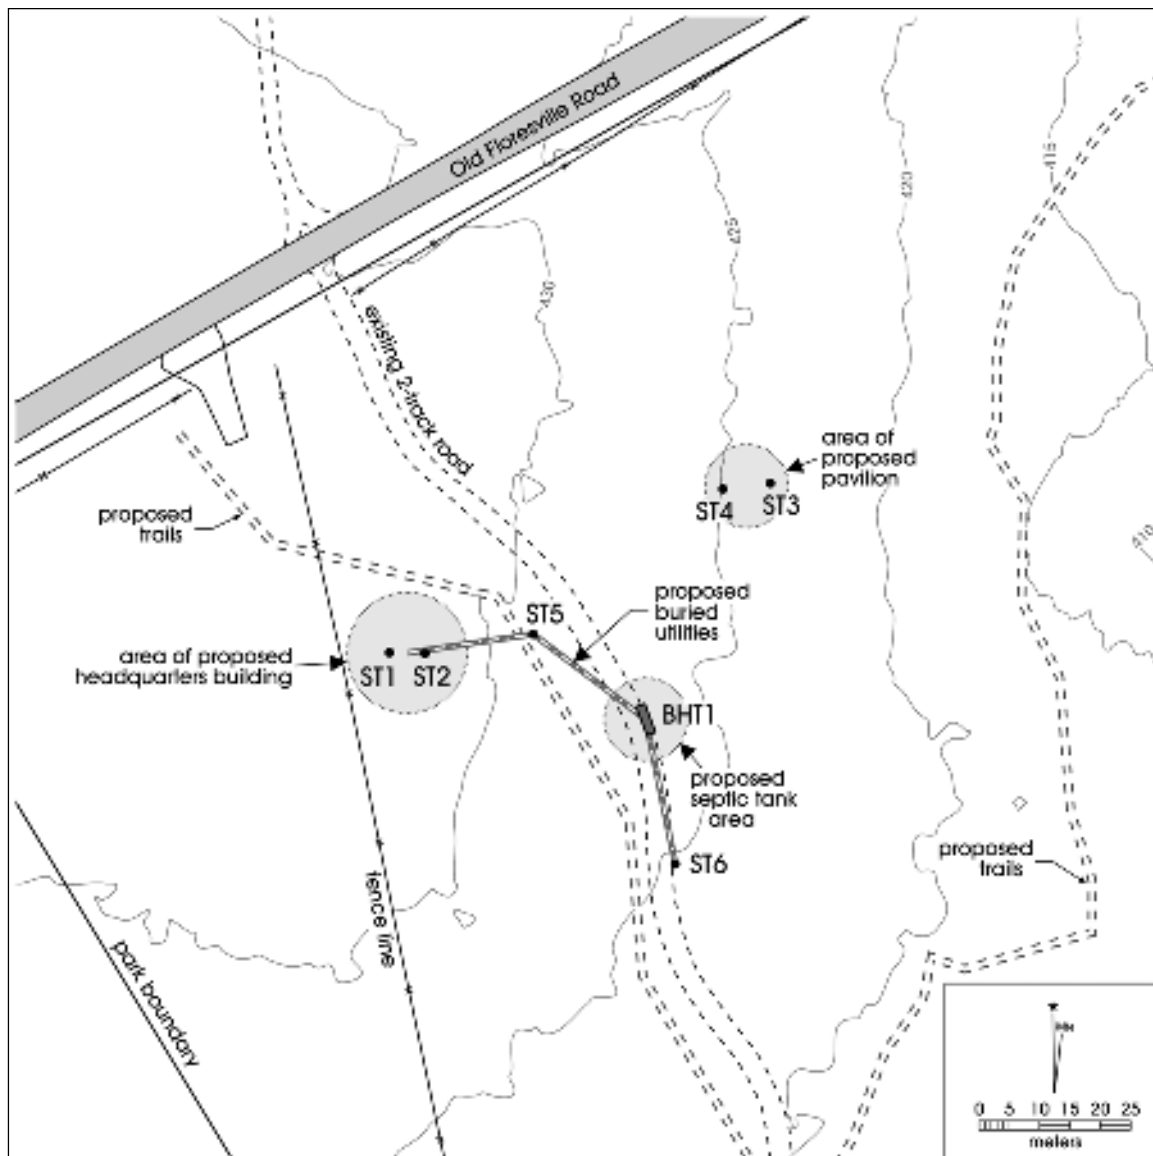 Old Floresville Road
415
420
425
430
existing 2-track road
area of
proposed
pavilion
ST4
ST3
proposed
trails
410
proposed
buried
utilities
ST5
area of proposed
headquarters building
ST1
ST2
BHT1
proposed
septic tank
area
proposed
trails
ST6
fence line
park boundary
0 5 10 15 20 25
meters